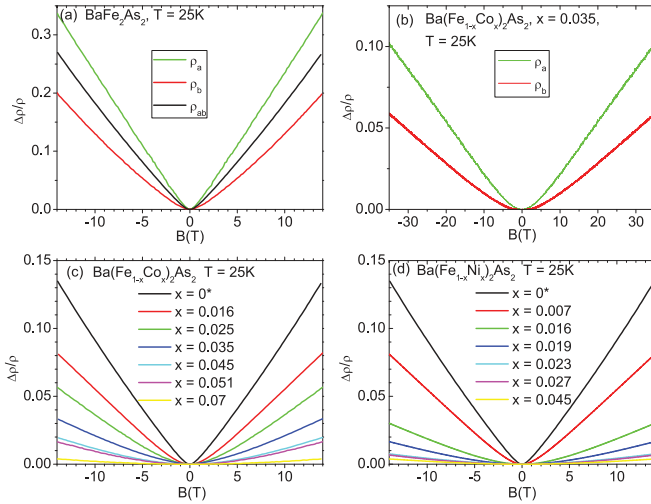 (a) BaFe₂As₂, T = 25K
ρₐ
ρ_b
ρ_ab
Δρ/ρ
0.3
0.2
0.1
0.0
-10 -5 0 5 10
B(T)
(b) Ba(Fe₁₋ₓCoₓ)₂As₂, x = 0.035,
T = 25K
ρₐ
ρ_b
Δρ/ρ
0.10
0.05
0.00
-30 -20 -10 0 10 20 30
B(T)
(c) Ba(Fe₁₋ₓCoₓ)₂As₂ T = 25K
x = 0*
x = 0.016
x = 0.025
x = 0.035
x = 0.045
x = 0.051
x = 0.07
Δρ/ρ
0.15
0.10
0.05
0.00
-10 -5 0 5 10
B(T)
(d) Ba(Fe₁₋ₓNiₓ)₂As₂ T = 25K
x = 0*
x = 0.007
x = 0.016
x = 0.019
x = 0.023
x = 0.027
x = 0.045
Δρ/ρ
0.15
0.10
0.05
0.00
-10 -5 0 5 10
B(T)